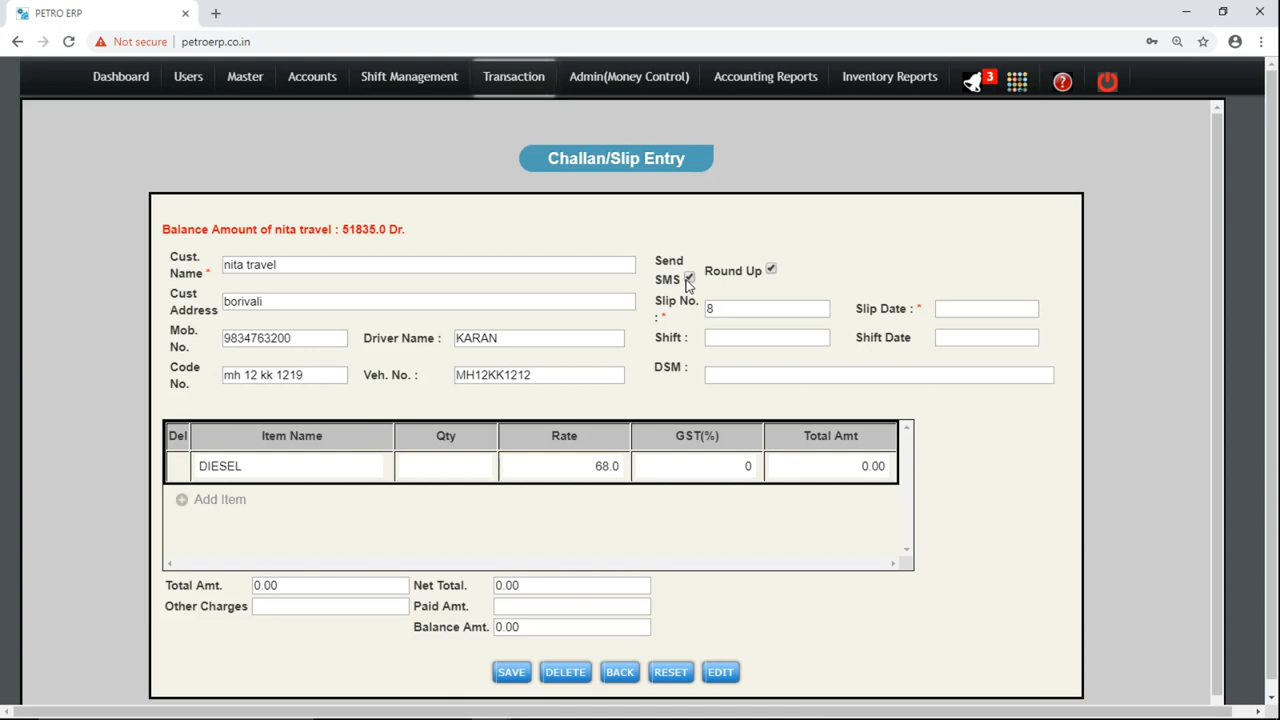 PETRO ERP
Not secure petroerp.co.in
Dashboard Users Master Accounts Shift Management Transaction Admin(Money Control) Accounting Reports Inventory Reports 3 ?
Challan/Slip Entry
Balance Amount of nita travel : 51835.0 Dr.
Cust. Name * nita travel
Send SMS Round Up
Cust Address borivali
Slip No. : * 8 Slip Date : *
Mob. No. 9834763200 Driver Name : KARAN
Shift : Shift Date
Code No. mh 12 kk 1219 Veh. No. : MH12KK1212
DSM :
Del Item Name Qty Rate GST(%) Total Amt
DIESEL 68.0 0 0.00
Add Item
Total Amt. 0.00 Net Total. 0.00
Other Charges Paid Amt.
Balance Amt. 0.00
SAVE DELETE BACK RESET EDIT